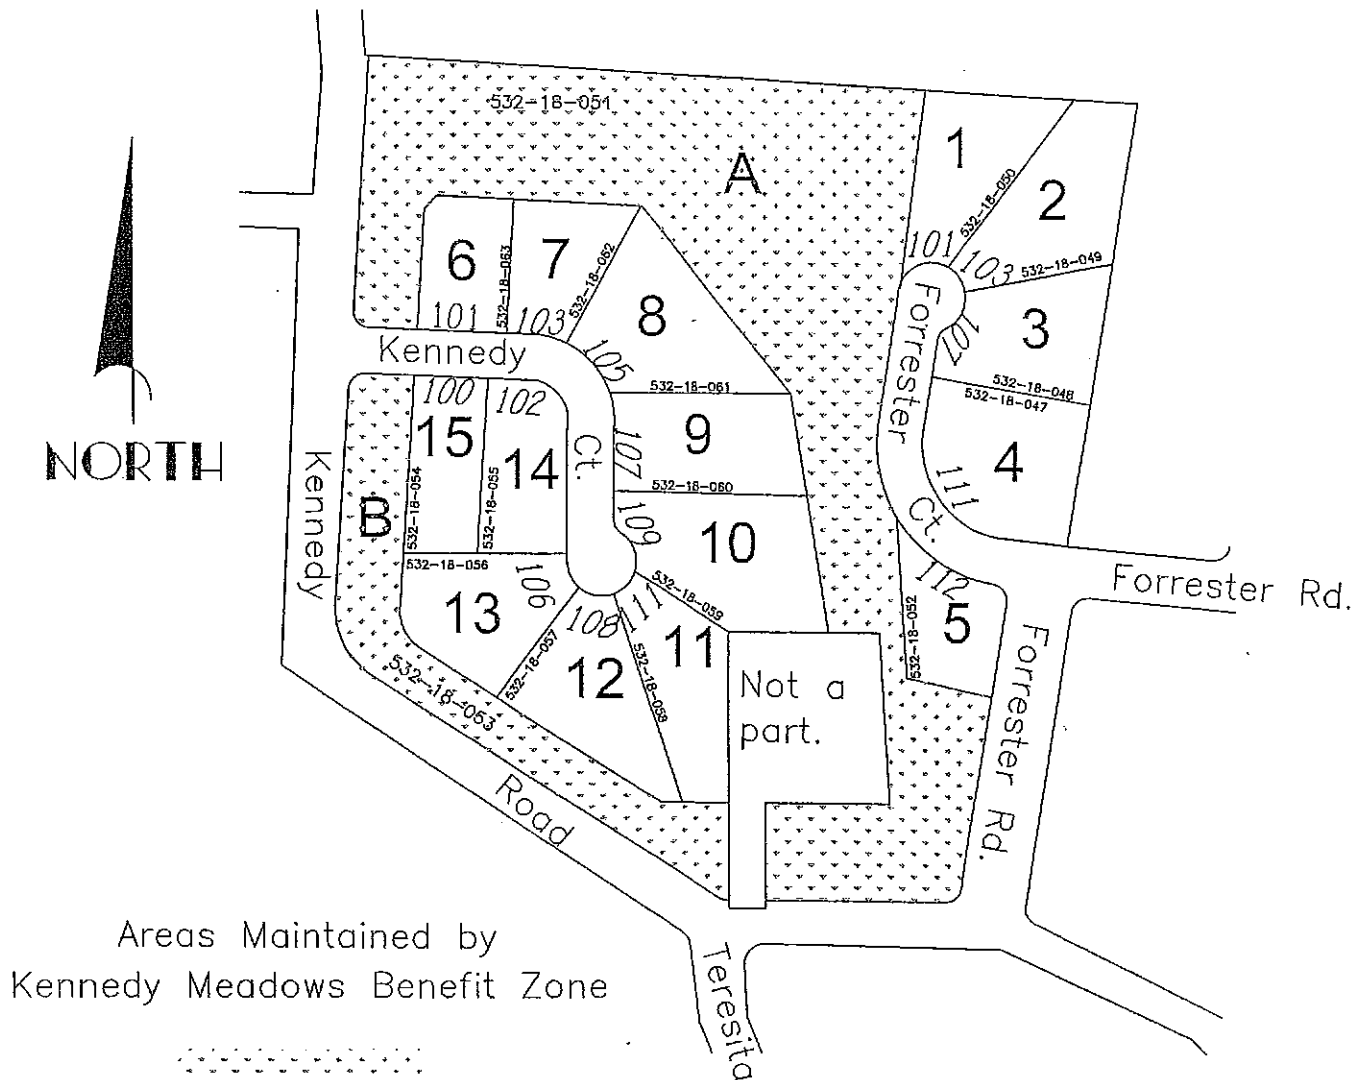 532-18-051
A
1
532-18-050
2
101
103
532-18-049
6
532-18-063
7
532-18-062
8
3
101
103
105
107
Kennedy
Forrester
Ct.
532-18-061
532-18-048
532-18-047
100
102
15
14
Ct.
9
107
4
111
532-18-054
532-18-055
532-18-060
NORTH
Kennedy
Road
B
109
10
532-18-056
106
13
532-18-059
112
532-18-052
5
Forrester Rd.
Forrester Rd.
108
111
532-18-057
12
532-18-058
11
532-18-053
Not a
part.
Areas Maintained by
Kennedy Meadows Benefit Zone
Teresita